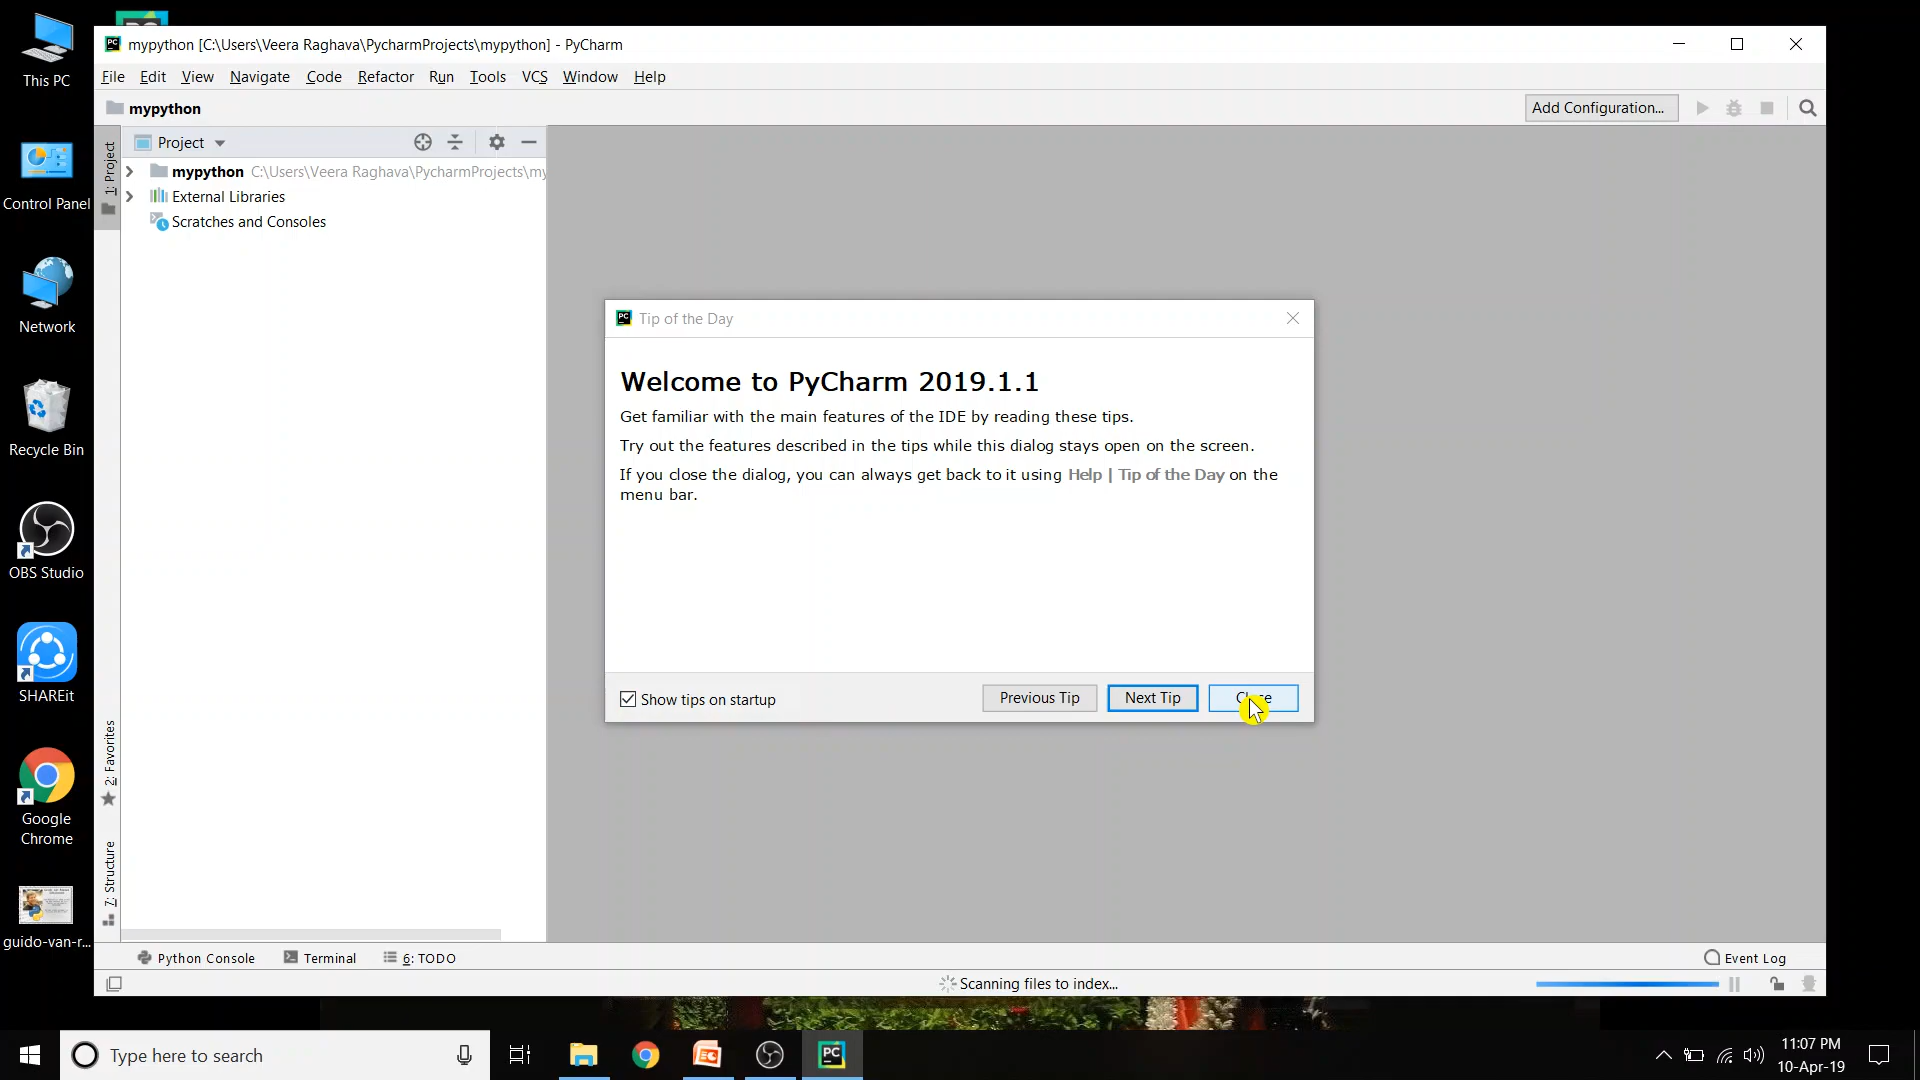 This PC
Control Panel
Network
Recycle Bin
OBS Studio
SHAREit
Google
Chrome
guido-van-r...
mypython [C:\Users\Veera Raghava\PycharmProjects\mypython] - PyCharm
File Edit View Navigate Code Refactor Run Tools VCS Window Help
mypython
Add Configuration...
1: Project
Project
mypython C:\Users\Veera Raghava\PycharmProjects\my
External Libraries
Scratches and Consoles
2: Favorites
7: Structure
Tip of the Day
Welcome to PyCharm 2019.1.1
Get familiar with the main features of the IDE by reading these tips.
Try out the features described in the tips while this dialog stays open on the screen.
If you close the dialog, you can always get back to it using Help | Tip of the Day on the
menu bar.
Show tips on startup
Previous Tip
Next Tip
Close
Python Console
Terminal
6: TODO
Event Log
Scanning files to index...
Type here to search
11:07 PM
10-Apr-19